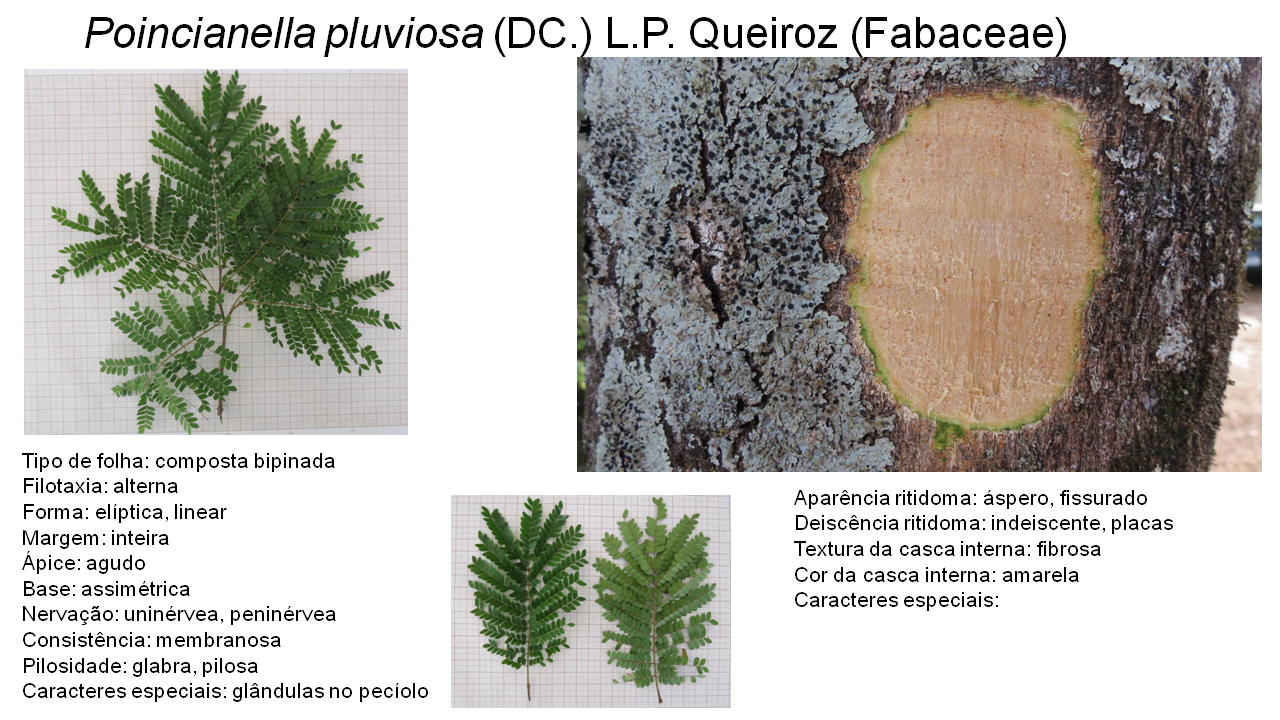 Poincianella pluviosa (DC.) L.P. Queiroz (Fabaceae)
Tipo de folha: composta bipinada
Filotaxia: alterna
Forma: elíptica, linear
Margem: inteira
Ápice: agudo
Base: assimétrica
Nervação: uninérvea, peninérvea
Consistência: membranosa
Pilosidade: glabra, pilosa
Caracteres especiais: glândulas no pecíolo
Aparência ritidoma: áspero, fissurado
Deiscência ritidoma: indeiscente, placas
Textura da casca interna: fibrosa
Cor da casca interna: amarela
Caracteres especiais: